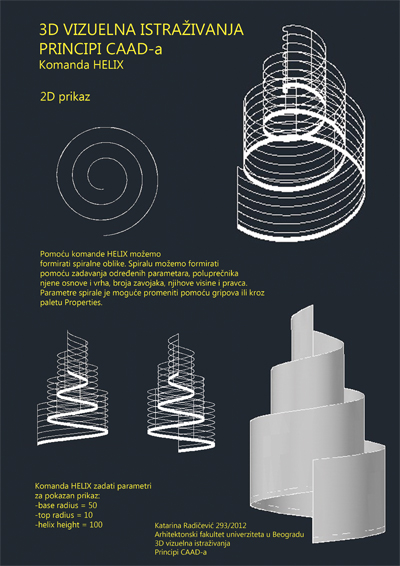 3D VIZUELNA ISTRAŽIVANJA
PRINCIPI CAAD-a
Komanda HELIX
2D prikaz
Pomoću komande HELIX možemo
formirati spiralne oblike. Spiralu možemo formirati
pomoću zadavanja određenih parametara, poluprečnika
njene osnove i vrha, broja zavojaka, njihove visine i pravca.
Parametre spirale je moguće promeniti pomoću gripova ili kroz
paletu Properties.
Komanda HELIX zadati parametri
za pokazan prikaz:
-base radius = 50
-top radius = 10
-helix height = 100
Katarina Radičević 293/2012
Arhitektonski fakultet univerziteta u Beogradu
3D vizuelna istraživanja
Principi CAAD-a